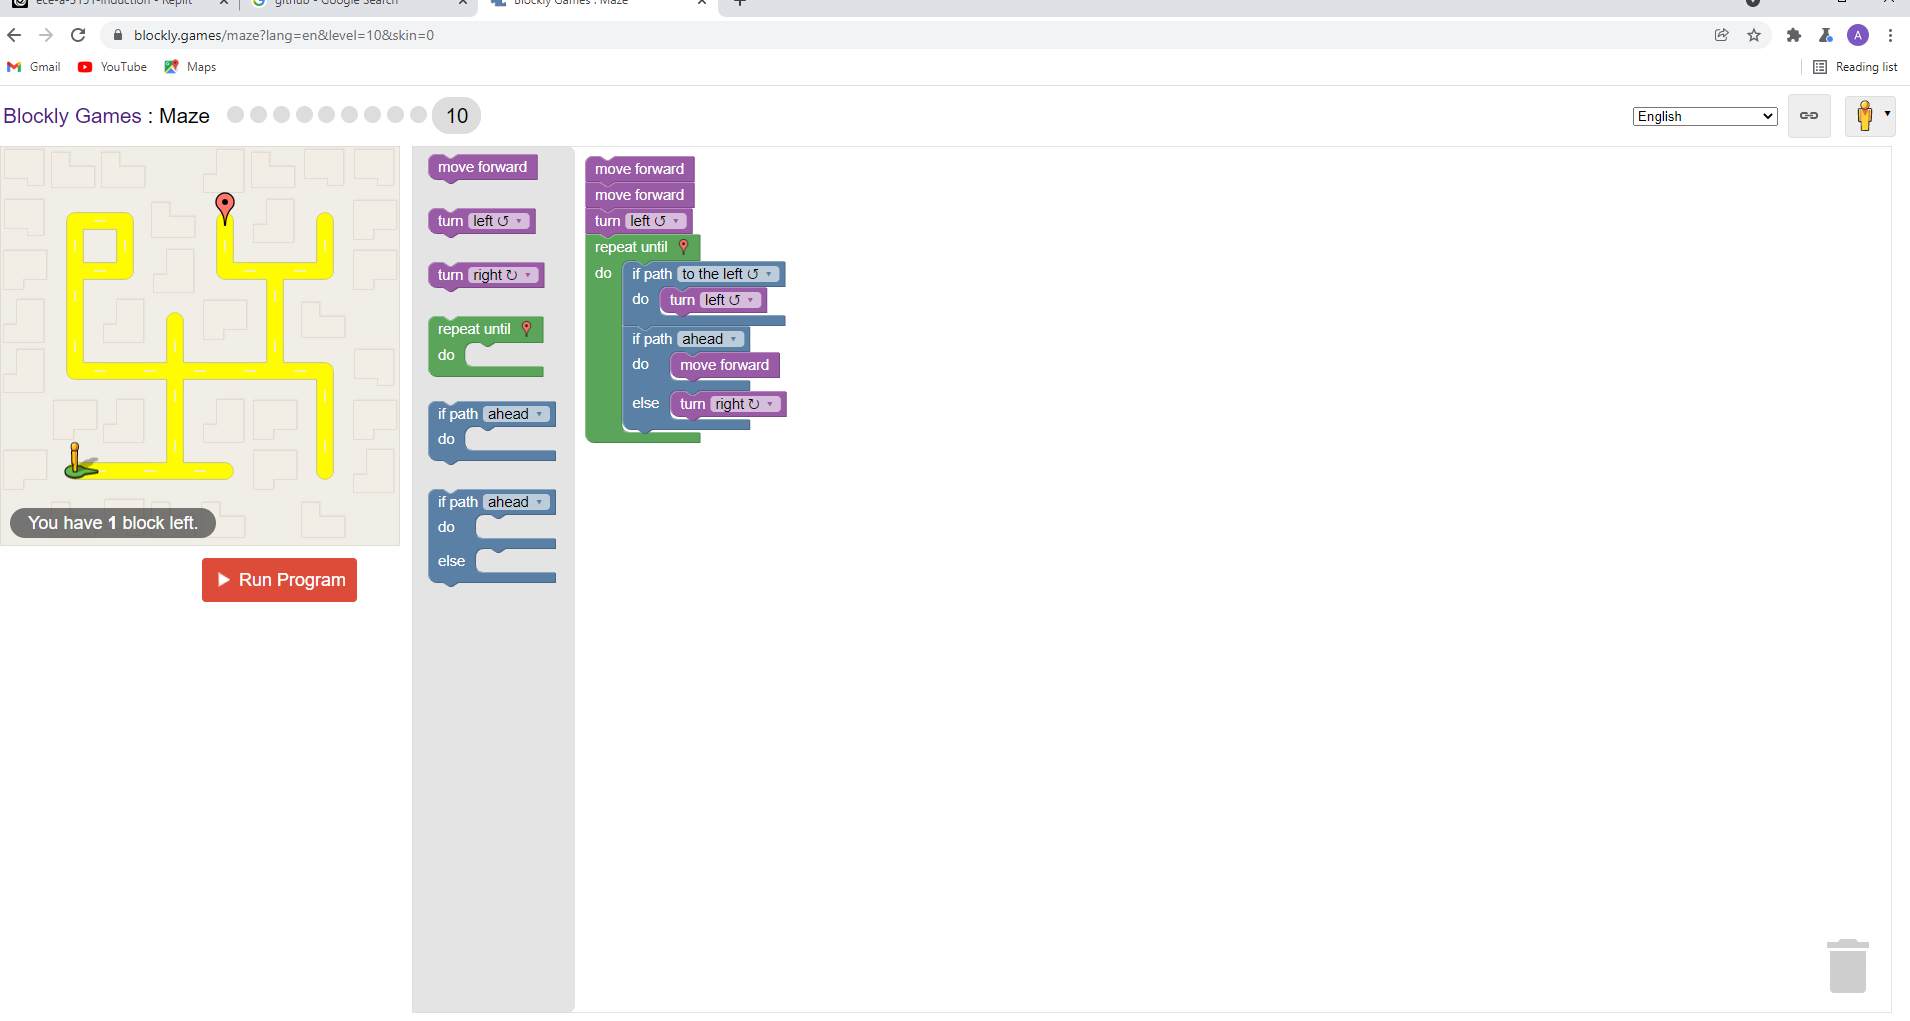 ece-a-3151-induction - Replit
github - Google Search
Blockly Games : Maze
blockly.games/maze?lang=en&level=10&skin=0
A
Gmail YouTube Maps
Reading list
Blockly Games : Maze 10
English
move forward
turn left ↺
turn right ↻
repeat until
do
if path ahead
do
if path ahead
do
else
move forward
move forward
turn left ↺
repeat until
do
if path to the left ↺
do turn left ↺
if path ahead
do move forward
else turn right ↻
You have 1 block left.
Run Program